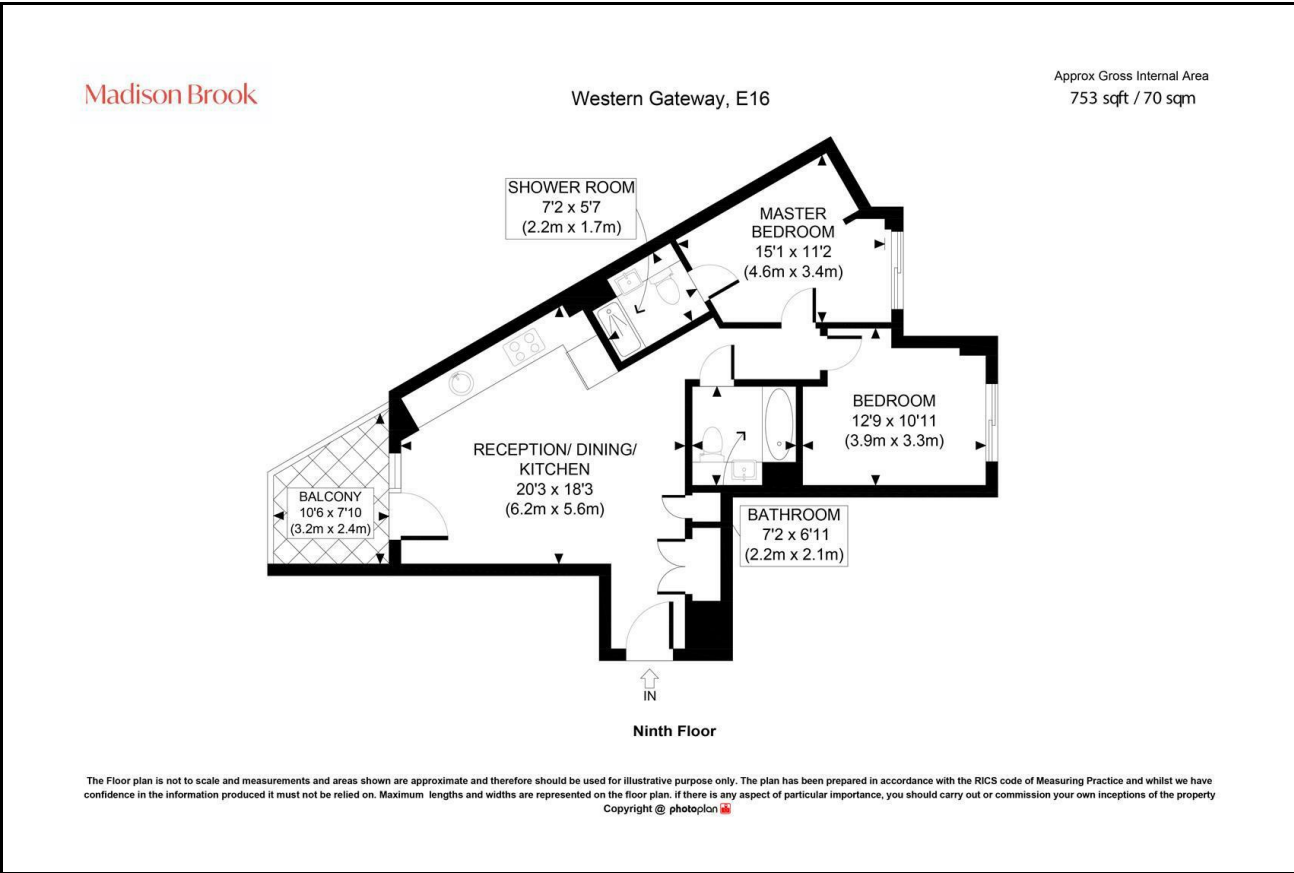 Madison Brook
Western Gateway, E16
Approx Gross Internal Area
753 sqft / 70 sqm
SHOWER ROOM
7'2 x 5'7
(2.2m x 1.7m)
MASTER
BEDROOM
15'1 x 11'2
(4.6m x 3.4m)
BEDROOM
12'9 x 10'11
(3.9m x 3.3m)
RECEPTION/ DINING/
KITCHEN
20'3 x 18'3
(6.2m x 5.6m)
BALCONY
10'6 x 7'10
(3.2m x 2.4m)
BATHROOM
7'2 x 6'11
(2.2m x 2.1m)
IN
Ninth Floor
The Floor plan is not to scale and measurements and areas shown are approximate and therefore should be used for illustrative purpose only. The plan has been prepared in accordance with the RICS code of Measuring Practice and whilst we have
confidence in the information produced it must not be relied on. Maximum lengths and widths are represented on the floor plan. if there is any aspect of particular importance, you should carry out or commission your own inceptions of the property
Copyright @ photoplan